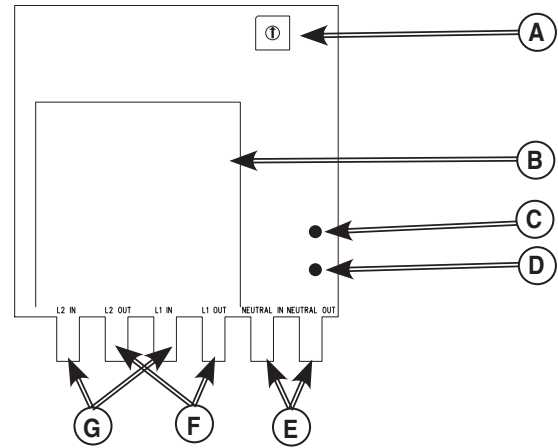 A
B
C
D
L2 IN L2 OUT L1 IN L1 OUT NEUTRAL IN NEUTRAL OUT
G F E